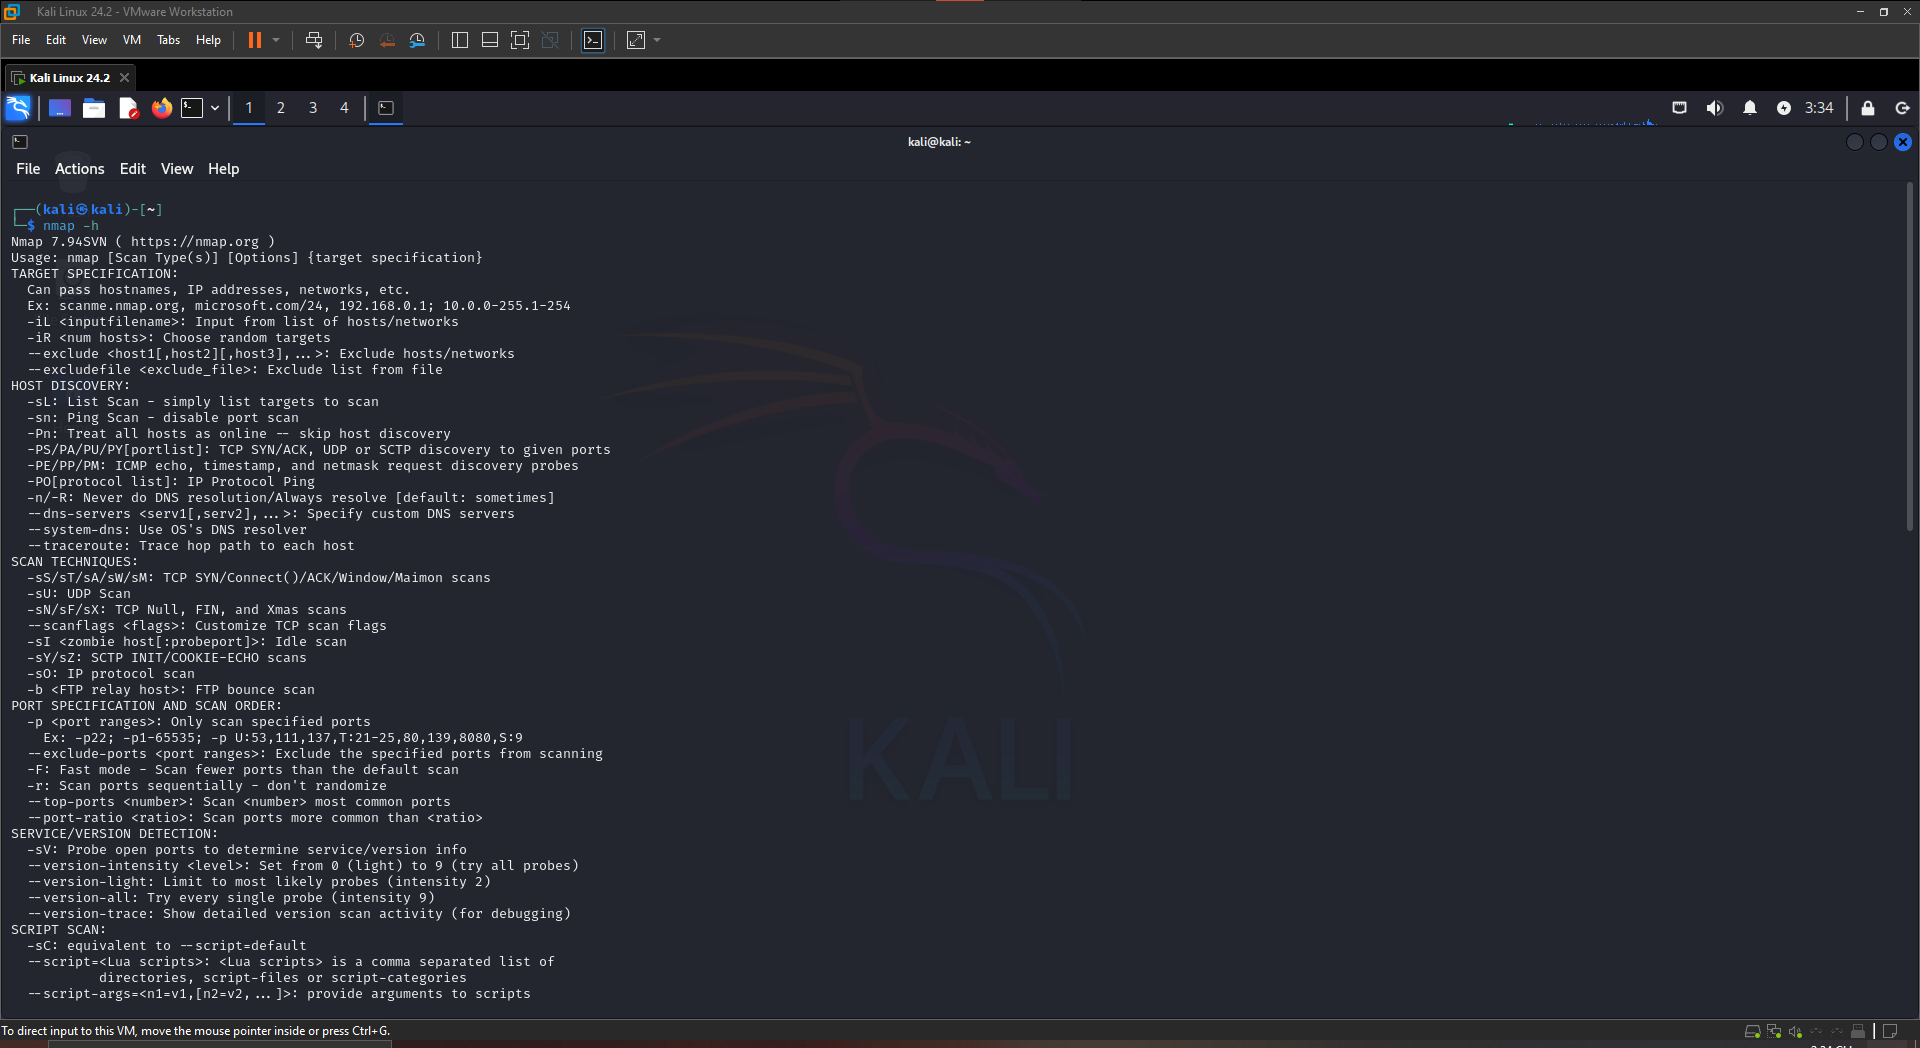 Kali Linux 24.2 - VMware Workstation
File Edit View VM Tabs Help
Kali Linux 24.2
1 2 3 4 3:34
kali@kali: ~
File Actions Edit View Help
┌──(kali㉿kali)-[~]
└─$ nmap -h
Nmap 7.94SVN ( https://nmap.org )
Usage: nmap [Scan Type(s)] [Options] {target specification}
TARGET SPECIFICATION:
  Can pass hostnames, IP addresses, networks, etc.
  Ex: scanme.nmap.org, microsoft.com/24, 192.168.0.1; 10.0.0-255.1-254
  -iL <inputfilename>: Input from list of hosts/networks
  -iR <num hosts>: Choose random targets
  --exclude <host1[,host2][,host3],...>: Exclude hosts/networks
  --excludefile <exclude_file>: Exclude list from file
HOST DISCOVERY:
  -sL: List Scan - simply list targets to scan
  -sn: Ping Scan - disable port scan
  -Pn: Treat all hosts as online -- skip host discovery
  -PS/PA/PU/PY[portlist]: TCP SYN/ACK, UDP or SCTP discovery to given ports
  -PE/PP/PM: ICMP echo, timestamp, and netmask request discovery probes
  -PO[protocol list]: IP Protocol Ping
  -n/-R: Never do DNS resolution/Always resolve [default: sometimes]
  --dns-servers <serv1[,serv2],...>: Specify custom DNS servers
  --system-dns: Use OS's DNS resolver
  --traceroute: Trace hop path to each host
SCAN TECHNIQUES:
  -sS/sT/sA/sW/sM: TCP SYN/Connect()/ACK/Window/Maimon scans
  -sU: UDP Scan
  -sN/sF/sX: TCP Null, FIN, and Xmas scans
  --scanflags <flags>: Customize TCP scan flags
  -sI <zombie host[:probeport]>: Idle scan
  -sY/sZ: SCTP INIT/COOKIE-ECHO scans
  -sO: IP protocol scan
  -b <FTP relay host>: FTP bounce scan
PORT SPECIFICATION AND SCAN ORDER:
  -p <port ranges>: Only scan specified ports
    Ex: -p22; -p1-65535; -p U:53,111,137,T:21-25,80,139,8080,S:9
  --exclude-ports <port ranges>: Exclude the specified ports from scanning
  -F: Fast mode - Scan fewer ports than the default scan
  -r: Scan ports sequentially - don't randomize
  --top-ports <number>: Scan <number> most common ports
  --port-ratio <ratio>: Scan ports more common than <ratio>
SERVICE/VERSION DETECTION:
  -sV: Probe open ports to determine service/version info
  --version-intensity <level>: Set from 0 (light) to 9 (try all probes)
  --version-light: Limit to most likely probes (intensity 2)
  --version-all: Try every single probe (intensity 9)
  --version-trace: Show detailed version scan activity (for debugging)
SCRIPT SCAN:
  -sC: equivalent to --script=default
  --script=<Lua scripts>: <Lua scripts> is a comma separated list of
           directories, script-files or script-categories
  --script-args=<n1=v1,[n2=v2,...]>: provide arguments to scripts
KALI
To direct input to this VM, move the mouse pointer inside or press Ctrl+G.